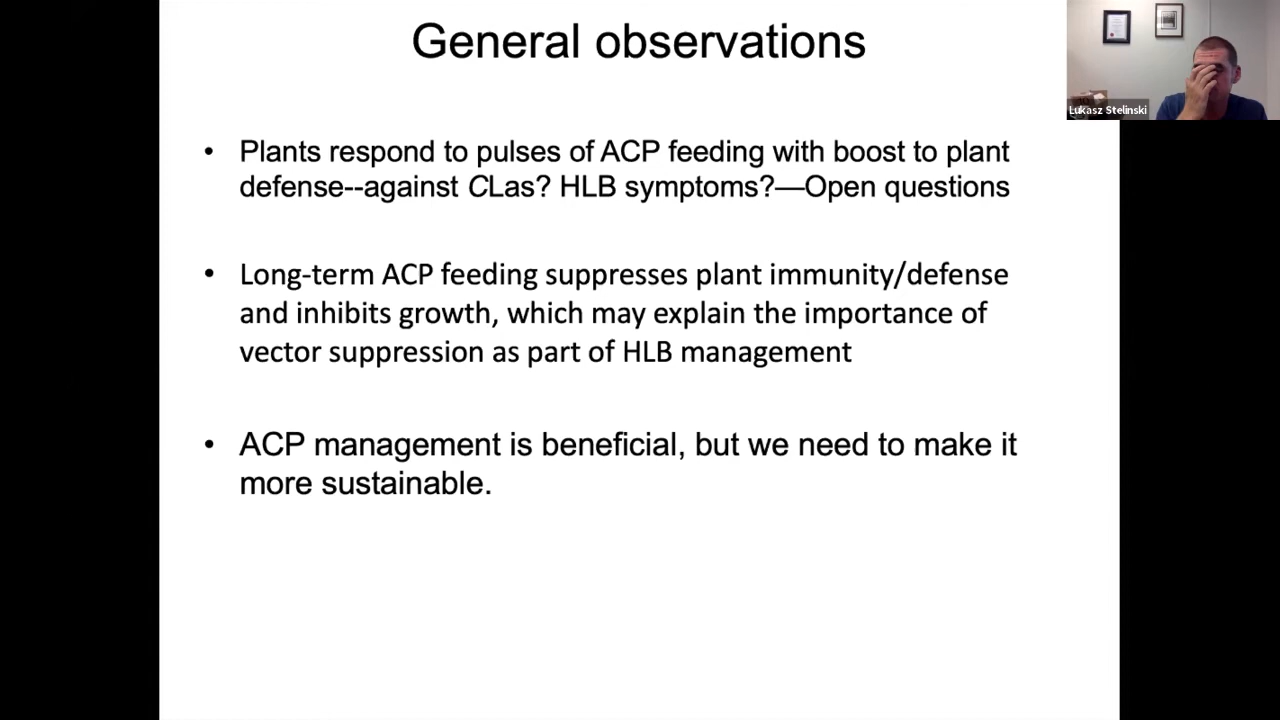 General observations
Lukasz Stelinski
• Plants respond to pulses of ACP feeding with boost to plant
defense--against CLas? HLB symptoms?—Open questions
• Long-term ACP feeding suppresses plant immunity/defense
and inhibits growth, which may explain the importance of
vector suppression as part of HLB management
• ACP management is beneficial, but we need to make it
more sustainable.